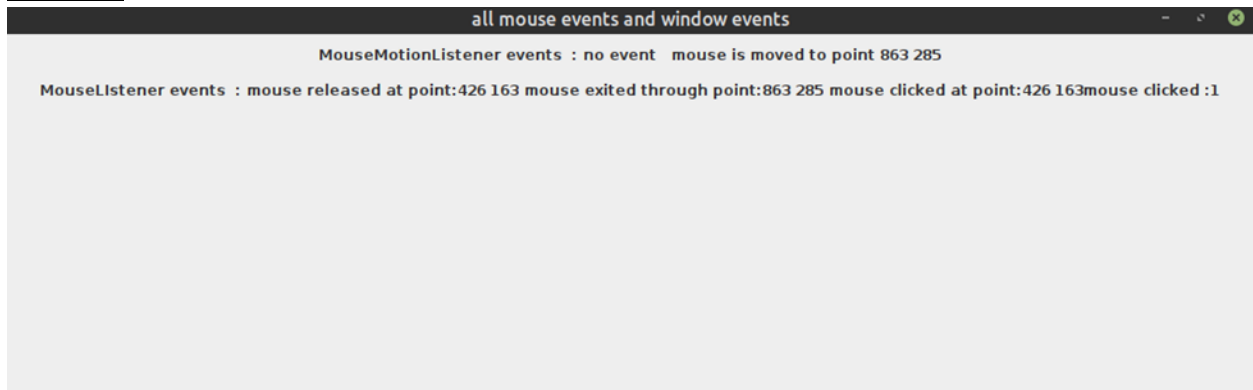 all mouse events and window events
MouseMotionListener events : no event mouse is moved to point 863 285
MouseLIstener events : mouse released at point:426 163 mouse exited through point:863 285 mouse clicked at point:426 163mouse clicked :1